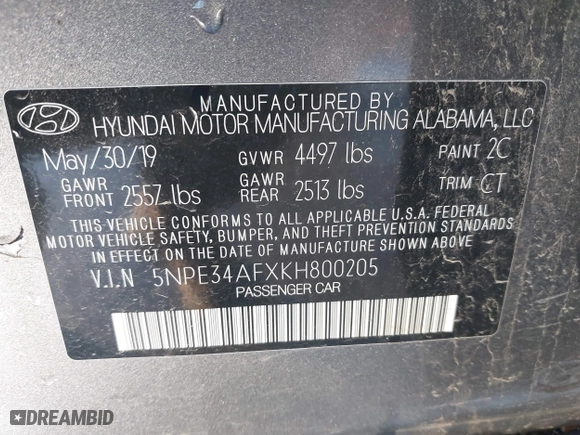 MANUFACTURED BY
HYUNDAI MOTOR MANUFACTURING ALABAMA, LLC
May/30/19 GVWR 4497 lbs PAINT 2C
GAWR FRONT 2557 lbs GAWR REAR 2513 lbs TRIM CT
THIS VEHICLE CONFORMS TO ALL APPLICABLE U.S.A. FEDERAL
MOTOR VEHICLE SAFETY, BUMPER, AND THEFT PREVENTION STANDARDS
IN EFFECT ON THE DATE OF MANUFACTURE SHOWN ABOVE.
V.I.N 5NPE34AFXKH800205
PASSENGER CAR
DREAMBID